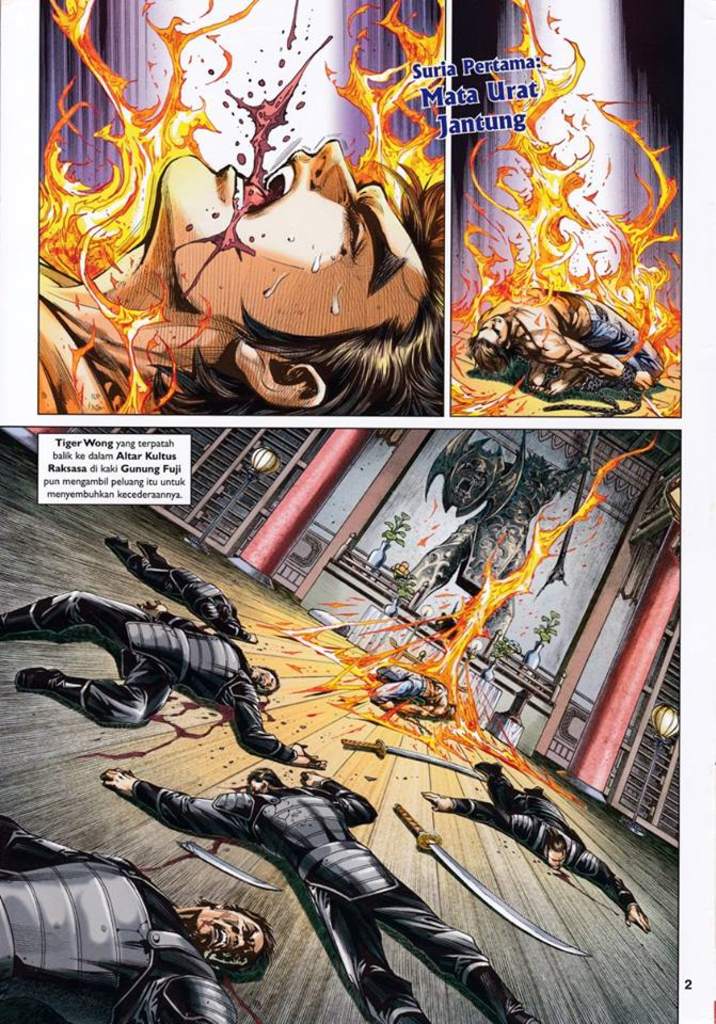 Suria Pertama:
Mata Urat
Jantung
Tiger Wong yang terpatah
balik ke dalam Altar Kultus
Raksasa di kaki Gunung Fuji
pun mengambil peluang itu untuk
menyembuhkan kecederaannya.
2